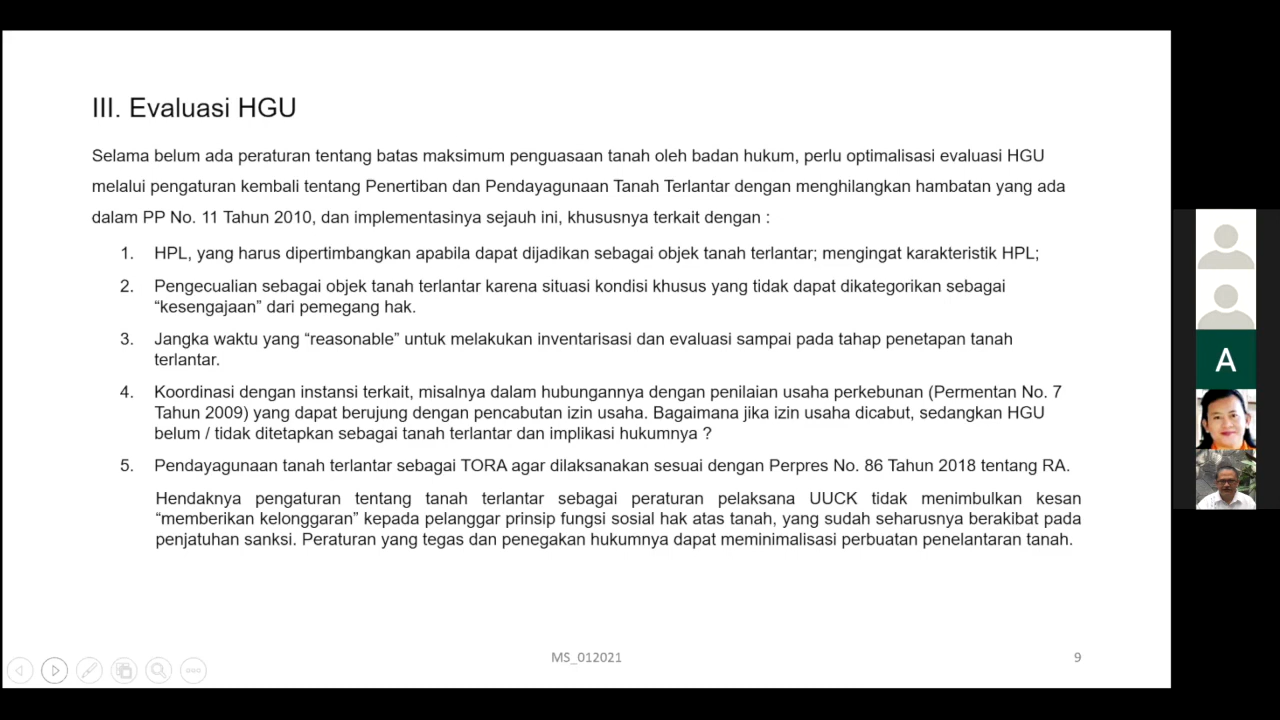 III. Evaluasi HGU
Selama belum ada peraturan tentang batas maksimum penguasaan tanah oleh badan hukum, perlu optimalisasi evaluasi HGU
melalui pengaturan kembali tentang Penertiban dan Pendayagunaan Tanah Terlantar dengan menghilangkan hambatan yang ada
dalam PP No. 11 Tahun 2010, dan implementasinya sejauh ini, khususnya terkait dengan :
1. HPL, yang harus dipertimbangkan apabila dapat dijadikan sebagai objek tanah terlantar; mengingat karakteristik HPL;
2. Pengecualian sebagai objek tanah terlantar karena situasi kondisi khusus yang tidak dapat dikategorikan sebagai
“kesengajaan” dari pemegang hak.
3. Jangka waktu yang “reasonable” untuk melakukan inventarisasi dan evaluasi sampai pada tahap penetapan tanah
terlantar.
4. Koordinasi dengan instansi terkait, misalnya dalam hubungannya dengan penilaian usaha perkebunan (Permentan No. 7
Tahun 2009) yang dapat berujung dengan pencabutan izin usaha. Bagaimana jika izin usaha dicabut, sedangkan HGU
belum / tidak ditetapkan sebagai tanah terlantar dan implikasi hukumnya ?
5. Pendayagunaan tanah terlantar sebagai TORA agar dilaksanakan sesuai dengan Perpres No. 86 Tahun 2018 tentang RA.
Hendaknya pengaturan tentang tanah terlantar sebagai peraturan pelaksana UUCK tidak menimbulkan kesan
“memberikan kelonggaran” kepada pelanggar prinsip fungsi sosial hak atas tanah, yang sudah seharusnya berakibat pada
penjatuhan sanksi. Peraturan yang tegas dan penegakan hukumnya dapat meminimalisasi perbuatan penelantaran tanah.
MS_012021
9
A